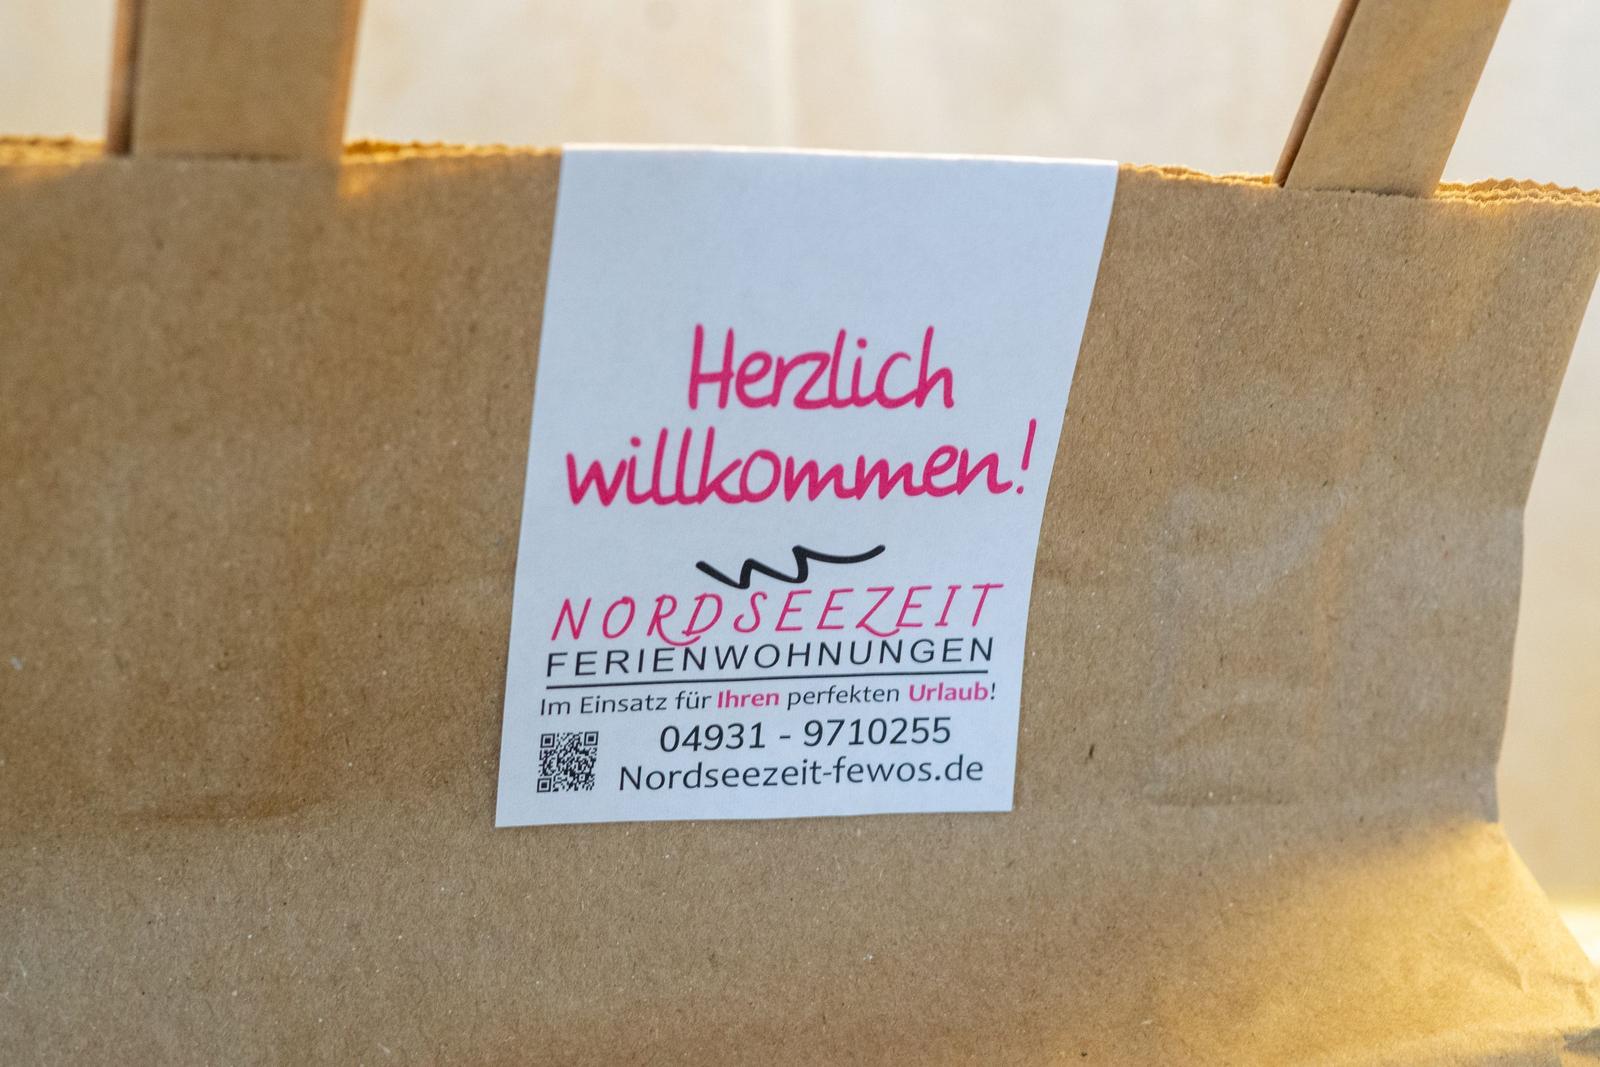 Herzlich
willkommen!
NORDSEEZEIT
FERIENWOHNUNGEN
Im Einsatz für Ihren perfekten Urlaub!
04931 - 9710255
Nordseezeit-fewos.de